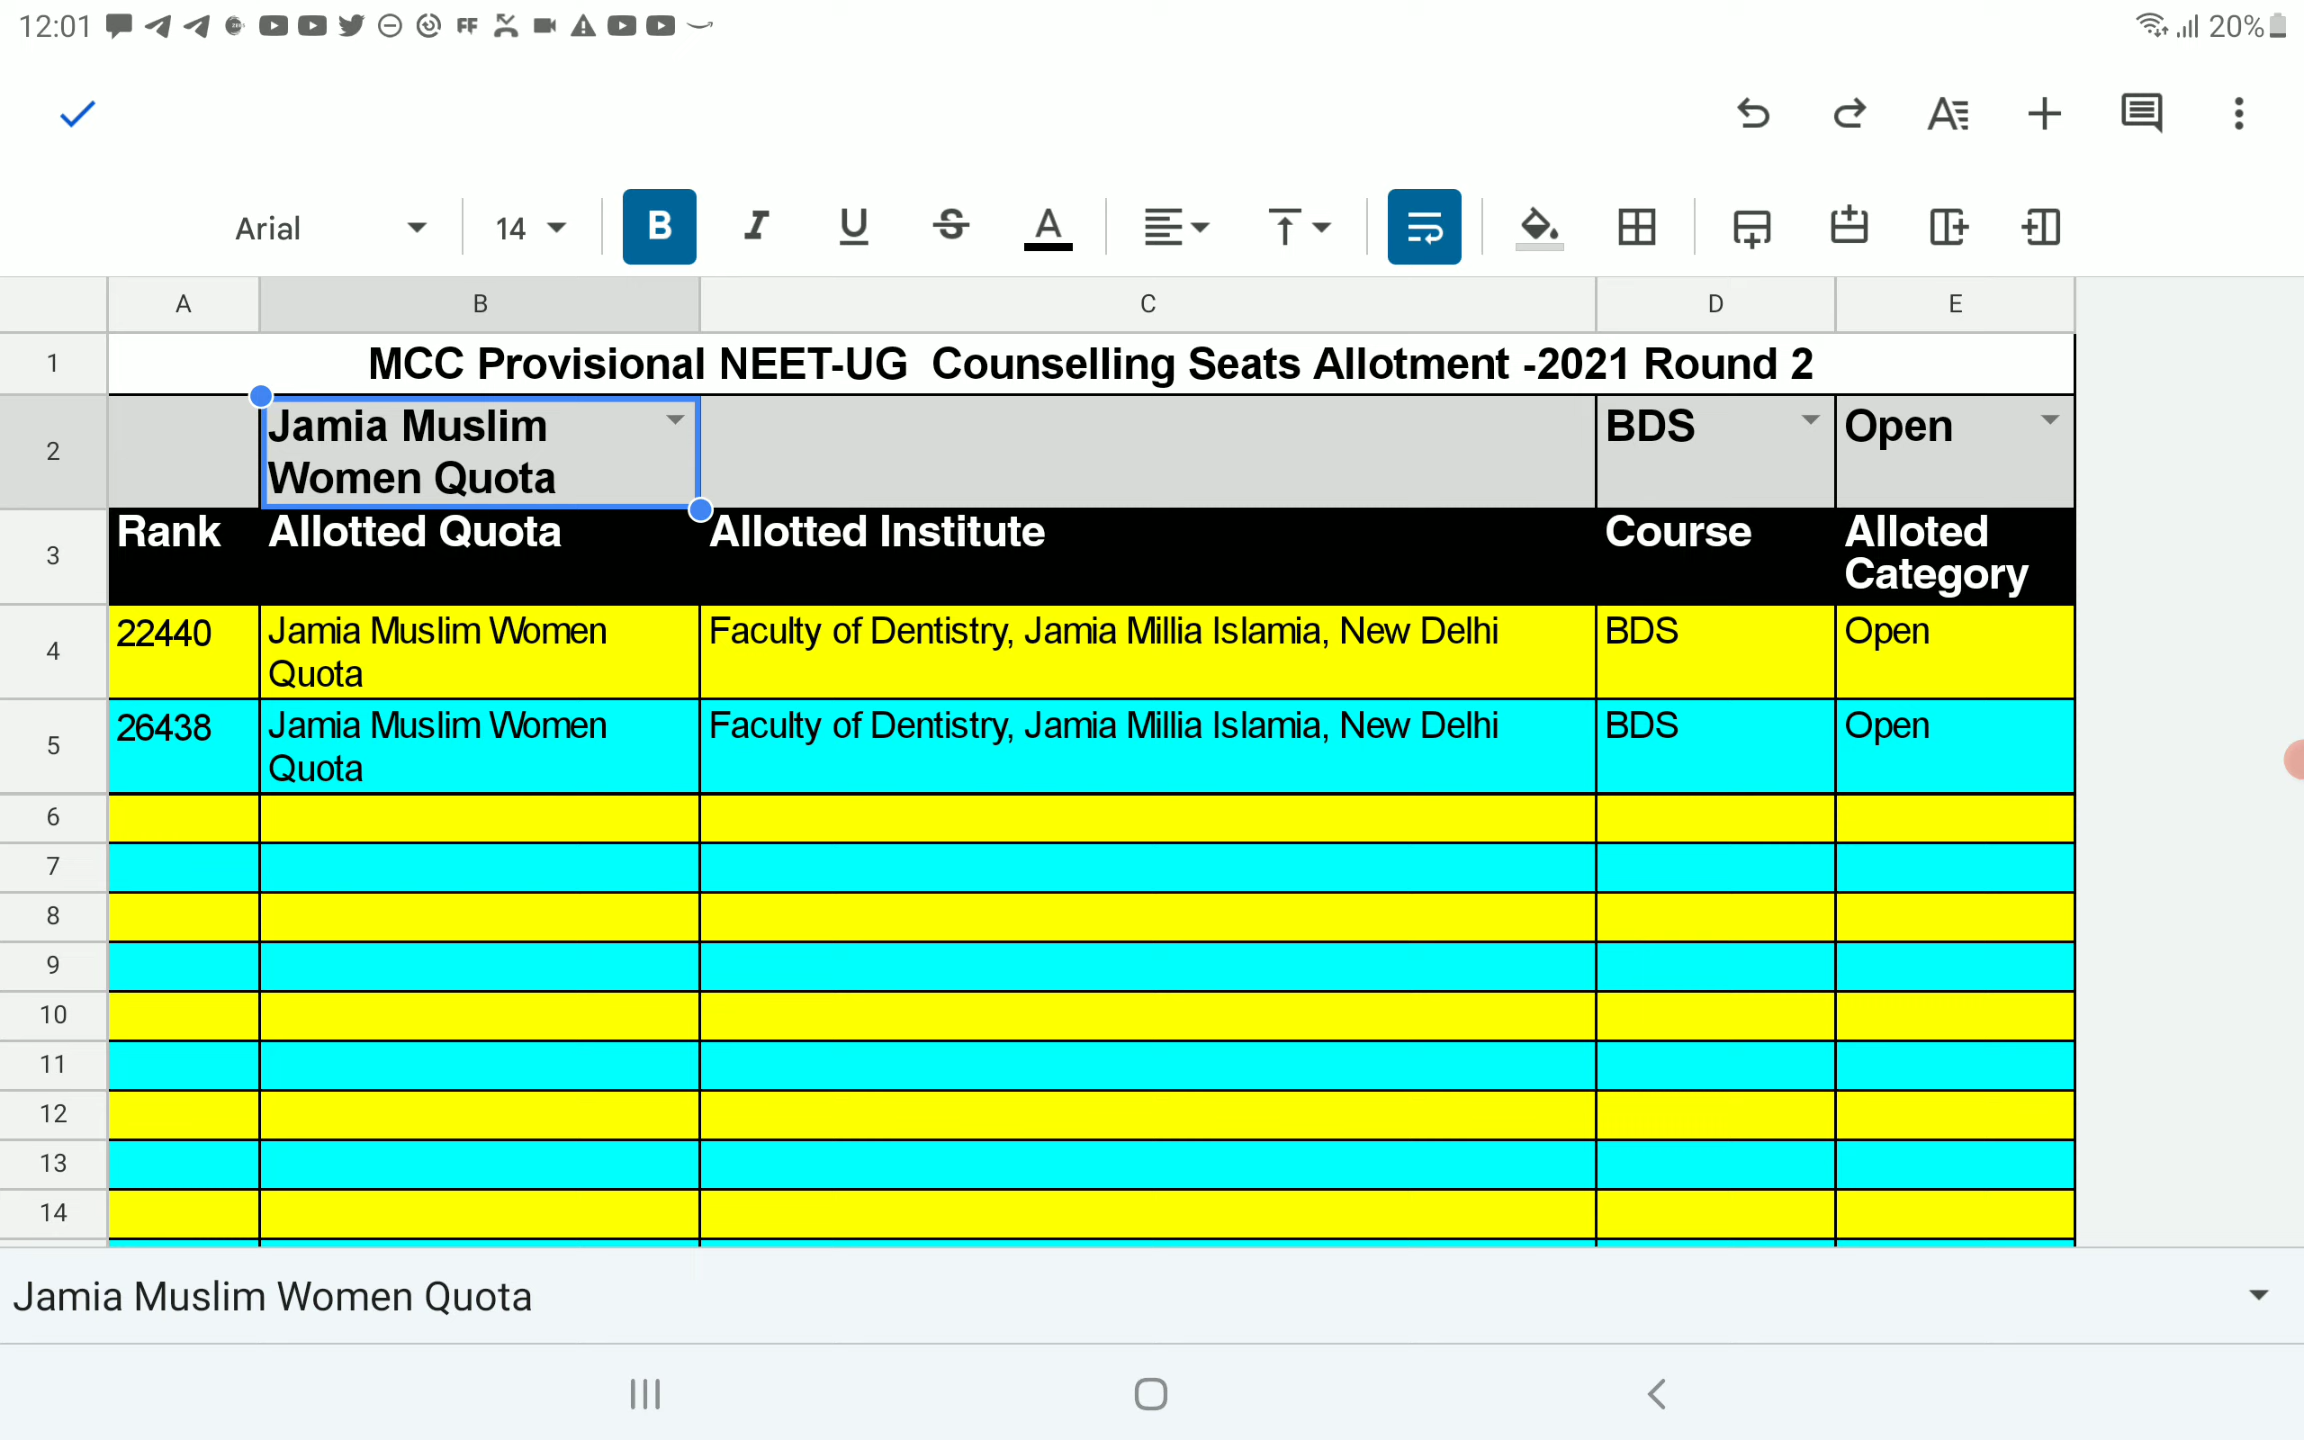 12:01 FF 20%
Arial 14 B I U S A
A B C D E
1 MCC Provisional NEET-UG Counselling Seats Allotment -2021 Round 2
2 Jamia Muslim Women Quota BDS Open
3 Rank Allotted Quota Allotted Institute Course Alloted Category
4 22440 Jamia Muslim Women Quota Faculty of Dentistry, Jamia Millia Islamia, New Delhi BDS Open
5 26438 Jamia Muslim Women Quota Faculty of Dentistry, Jamia Millia Islamia, New Delhi BDS Open
6
7
8
9
10
11
12
13
14
Jamia Muslim Women Quota